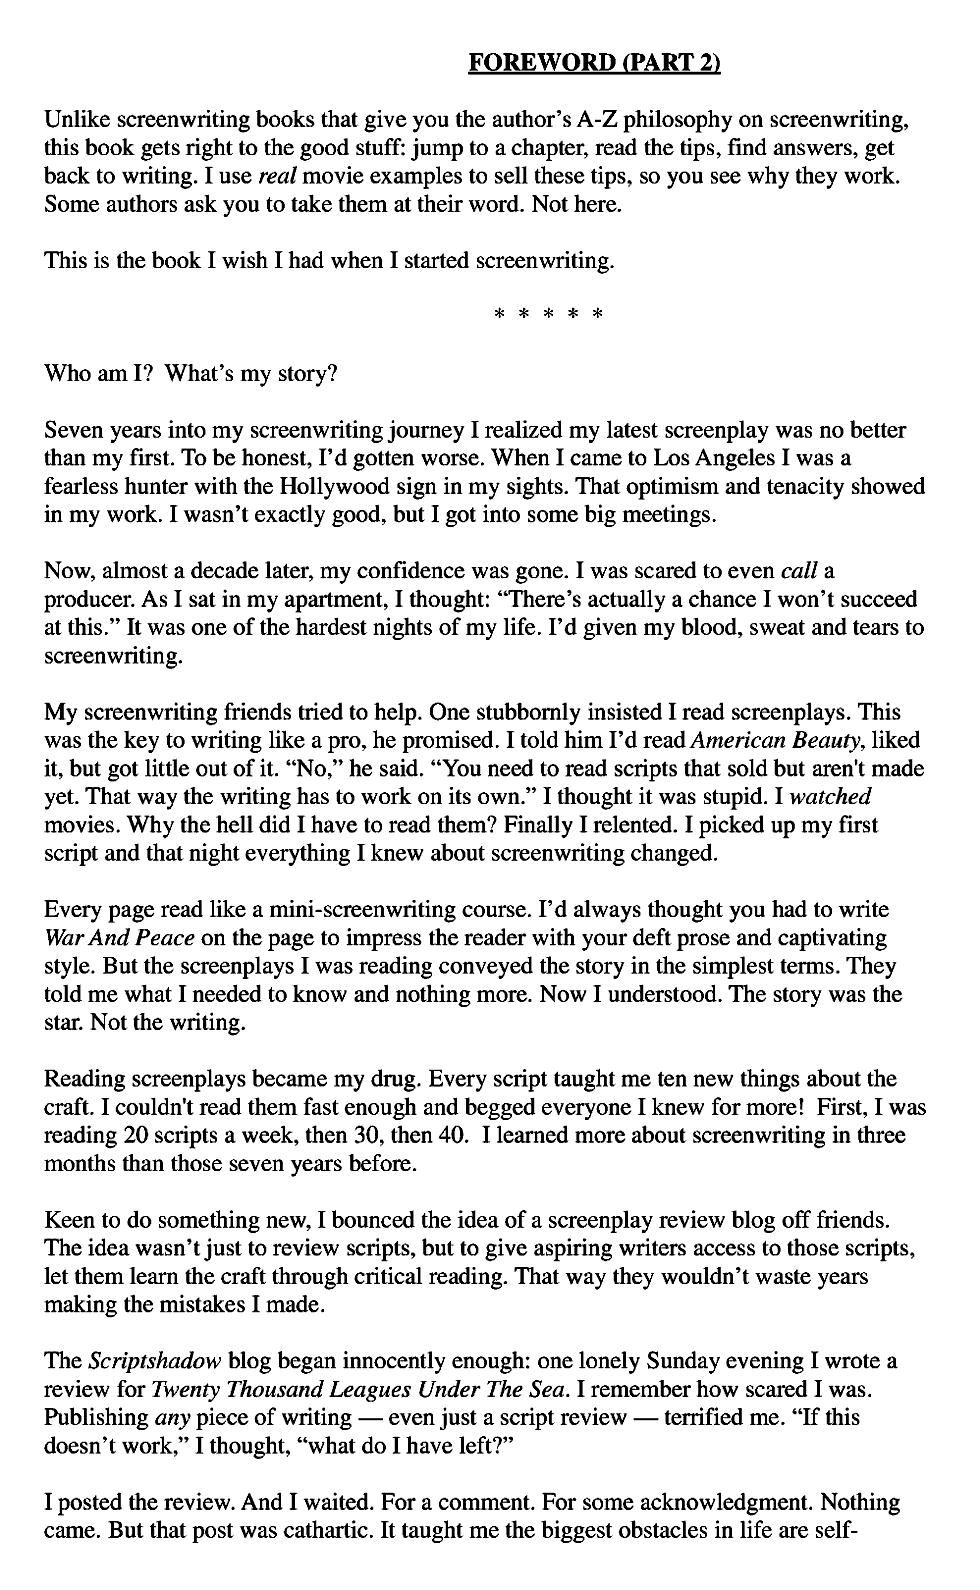 FOREWORD (PART 2)
Unlike screenwriting books that give you the author’s A-Z philosophy on screenwriting,
this book gets right to the good stuff: jump to a chapter, read the tips, find answers, get
back to writing. I use real movie examples to sell these tips, so you see why they work.
Some authors ask you to take them at their word. Not here.
This is the book I wish I had when I started screenwriting.
* * * * *
Who am I?  What’s my story?
Seven years into my screenwriting journey I realized my latest screenplay was no better
than my first. To be honest, I’d gotten worse. When I came to Los Angeles I was a
fearless hunter with the Hollywood sign in my sights. That optimism and tenacity showed
in my work. I wasn’t exactly good, but I got into some big meetings.
Now, almost a decade later, my confidence was gone. I was scared to even call a
producer. As I sat in my apartment, I thought: “There’s actually a chance I won’t succeed
at this.” It was one of the hardest nights of my life. I’d given my blood, sweat and tears to
screenwriting.
My screenwriting friends tried to help. One stubbornly insisted I read screenplays. This
was the key to writing like a pro, he promised. I told him I’d read American Beauty, liked
it, but got little out of it. “No,” he said. “You need to read scripts that sold but aren't made
yet. That way the writing has to work on its own.” I thought it was stupid. I watched
movies. Why the hell did I have to read them? Finally I relented. I picked up my first
script and that night everything I knew about screenwriting changed.
Every page read like a mini-screenwriting course. I’d always thought you had to write
War And Peace on the page to impress the reader with your deft prose and captivating
style. But the screenplays I was reading conveyed the story in the simplest terms. They
told me what I needed to know and nothing more. Now I understood. The story was the
star. Not the writing.
Reading screenplays became my drug. Every script taught me ten new things about the
craft. I couldn't read them fast enough and begged everyone I knew for more!  First, I was
reading 20 scripts a week, then 30, then 40.  I learned more about screenwriting in three
months than those seven years before.
Keen to do something new, I bounced the idea of a screenplay review blog off friends.
The idea wasn’t just to review scripts, but to give aspiring writers access to those scripts,
let them learn the craft through critical reading. That way they wouldn’t waste years
making the mistakes I made.
The Scriptshadow blog began innocently enough: one lonely Sunday evening I wrote a
review for Twenty Thousand Leagues Under The Sea. I remember how scared I was.
Publishing any piece of writing — even just a script review — terrified me. “If this
doesn’t work,” I thought, “what do I have left?”
I posted the review. And I waited. For a comment. For some acknowledgment. Nothing
came. But that post was cathartic. It taught me the biggest obstacles in life are self-